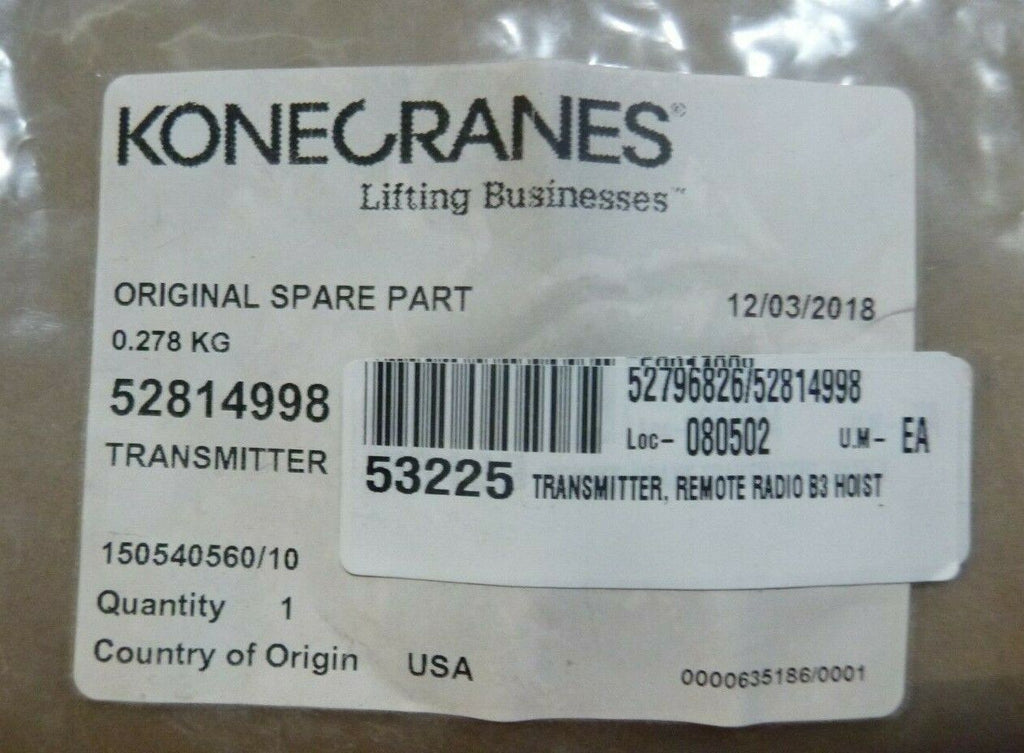 KONECRANES®
Lifting Businesses™
ORIGINAL SPARE PART 12/03/2018
0.278 KG
52814998
TRANSMITTER
52796826/52814998
Loc- 080502 U.M- EA
53225 TRANSMITTER, REMOTE RADIO B3 HOIST
150540560/10
Quantity 1
Country of Origin USA
0000635186/0001